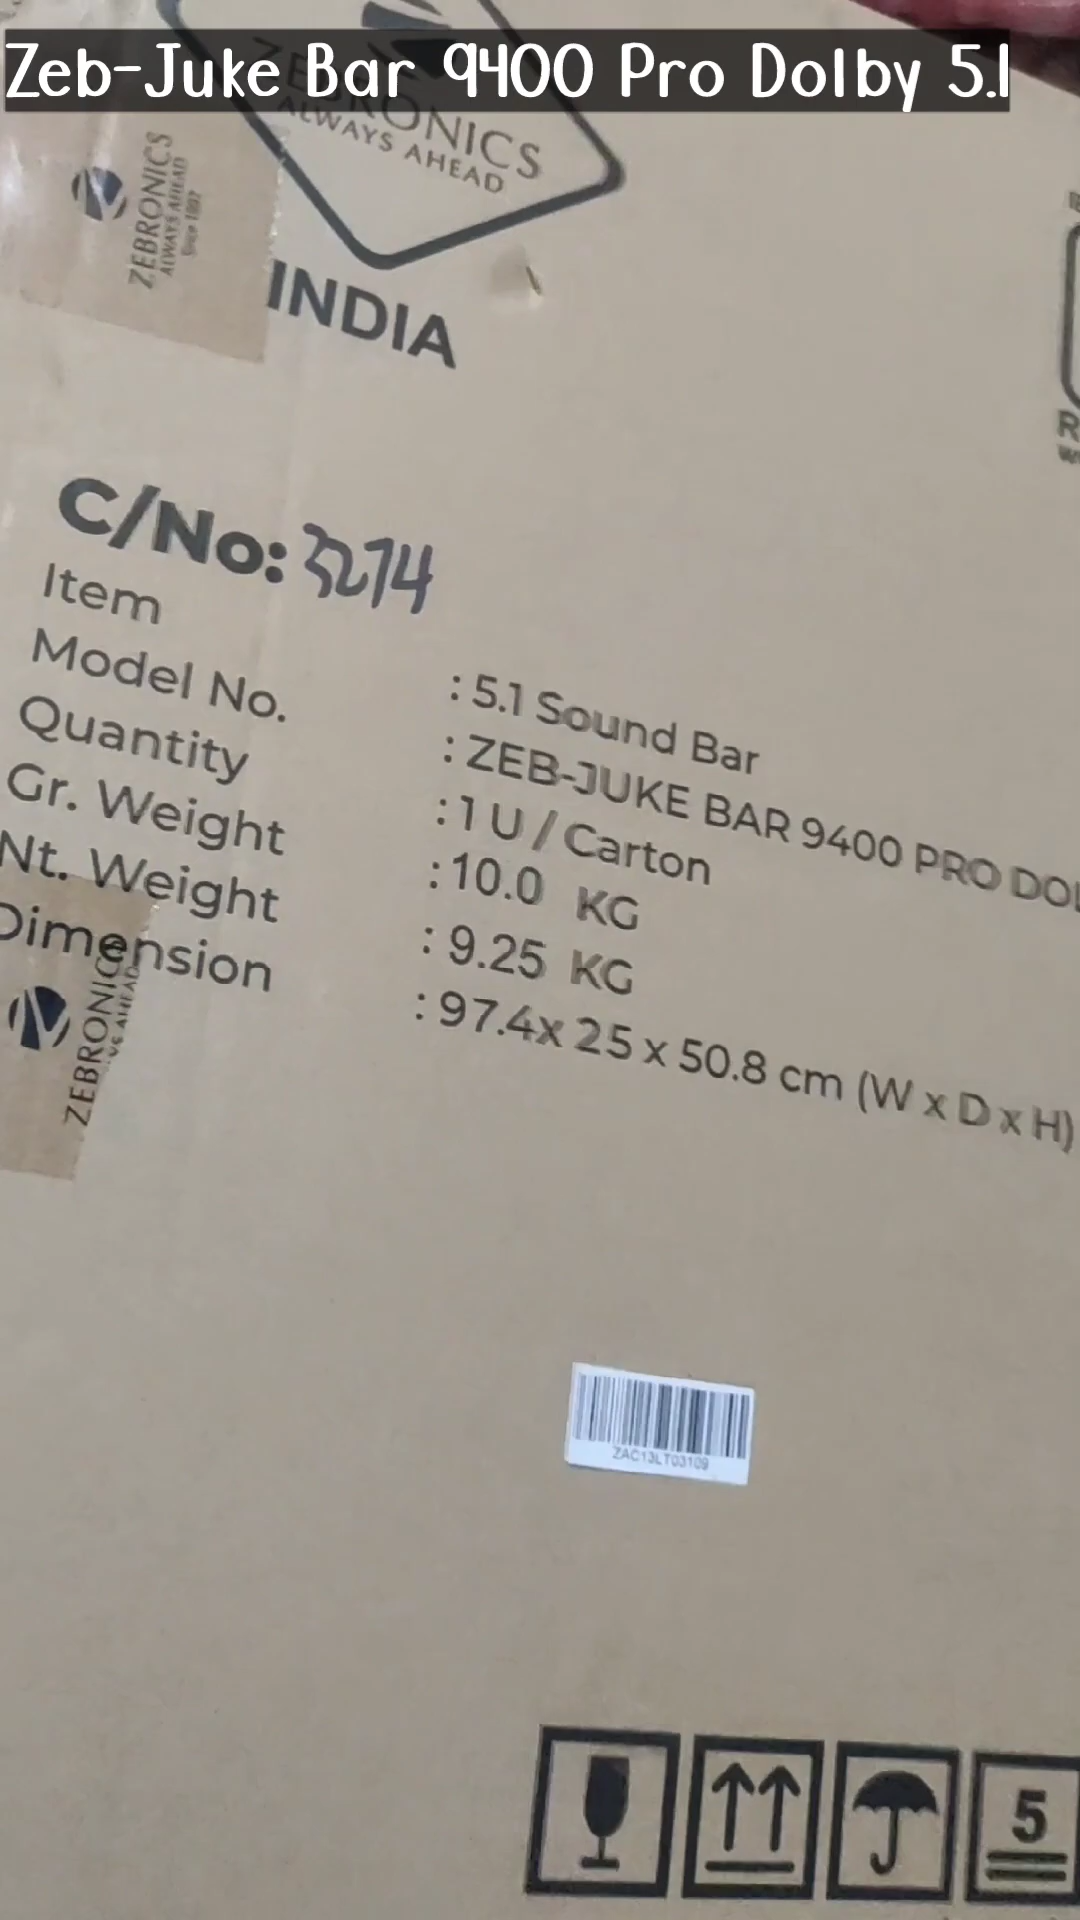 Zeb-Juke Bar 9400 Pro Dolby 5.1
ZEBRONICS
ALWAYS AHEAD
INDIA
ZEBRONICS
ALWAYS AHEAD
Since 1997
C/No: 3274
Item : 5.1 Sound Bar
Model No. : ZEB-JUKE BAR 9400 PRO DOL
Quantity : 1 U / Carton
Gr. Weight : 10.0 KG
Nt. Weight : 9.25 KG
Dimension : 97.4x 25 x 50.8 cm (W x D x H)
ZEBRONICS
ZAC13LT03109
5